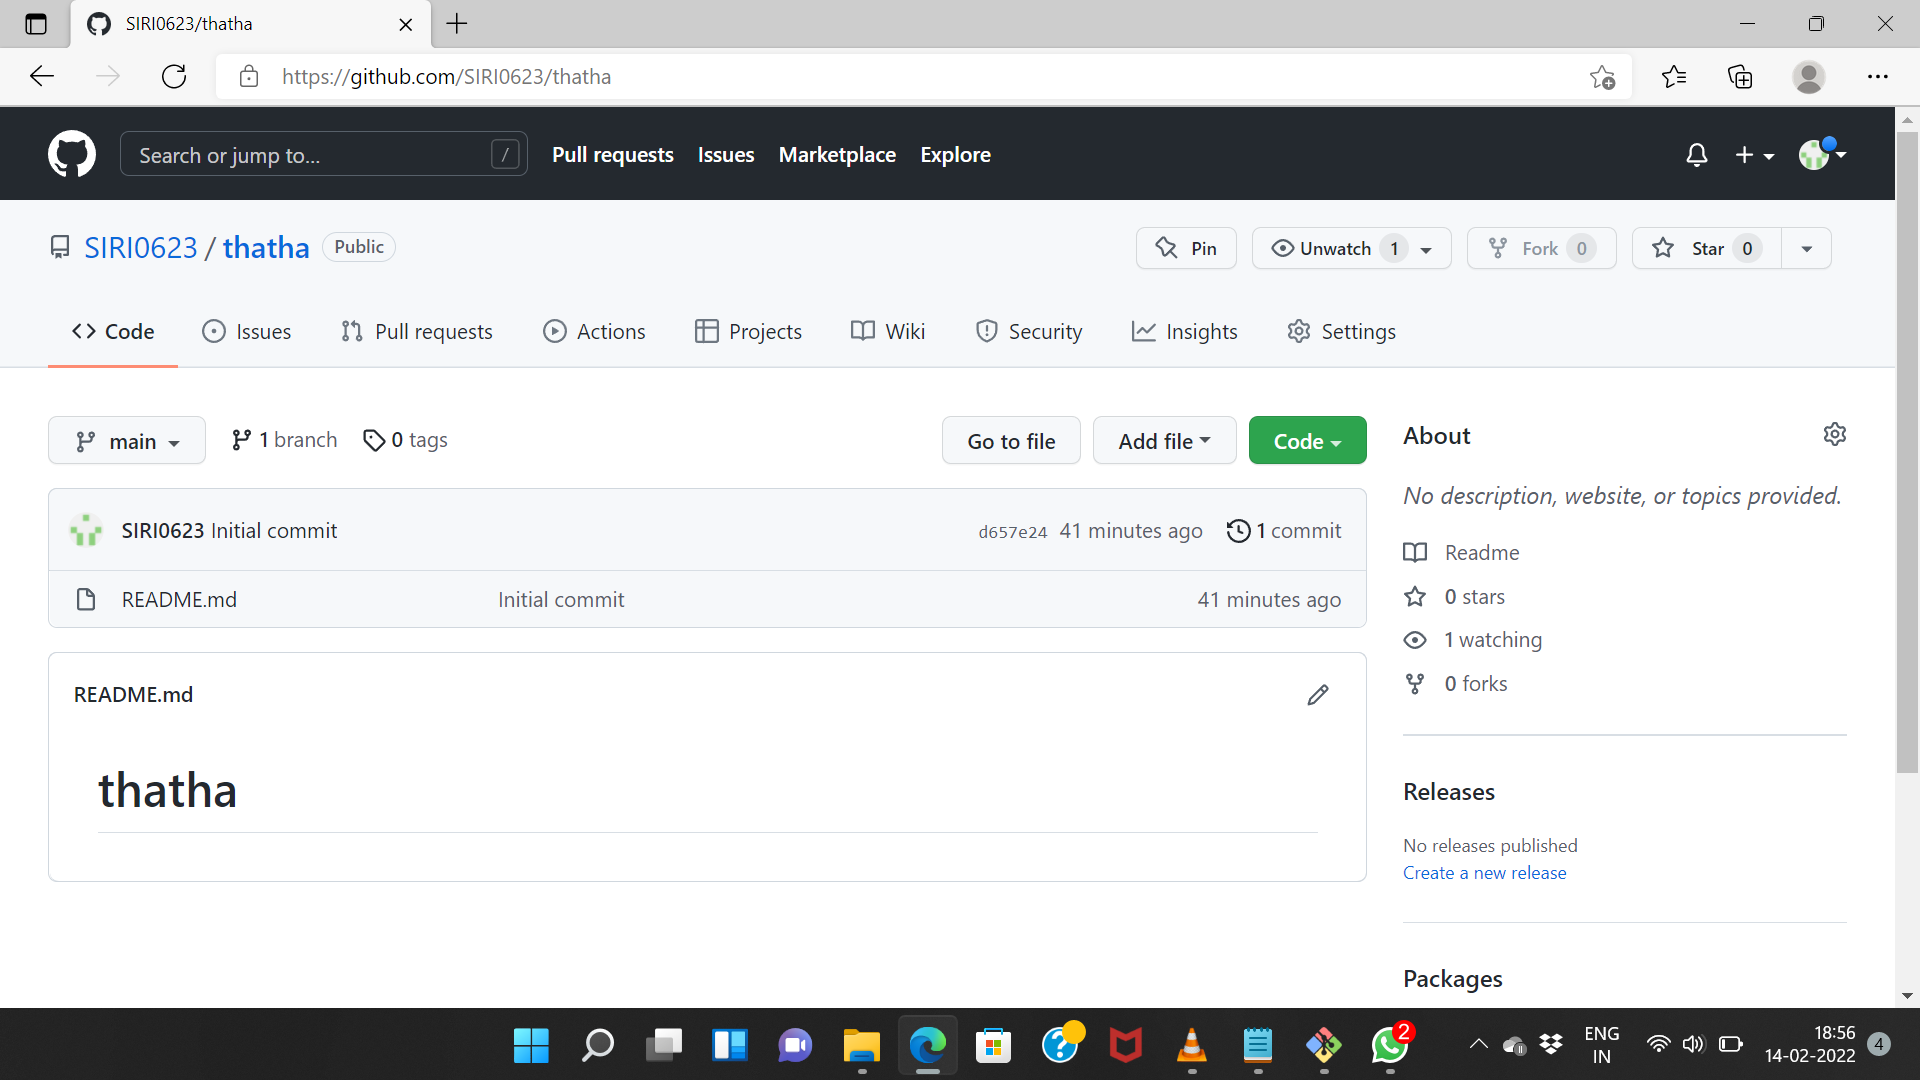 SIRI0623/thatha
https://github.com/SIRI0623/thatha
Search or jump to... /
Pull requests Issues Marketplace Explore
SIRI0623 / thatha Public
Pin Unwatch 1 Fork 0 Star 0
Code Issues Pull requests Actions Projects Wiki Security Insights Settings
main 1 branch 0 tags Go to file Add file Code
SIRI0623 Initial commit d657e24 41 minutes ago 1 commit
README.md Initial commit 41 minutes ago
README.md
thatha
About
No description, website, or topics provided.
Readme
0 stars
1 watching
0 forks
Releases
No releases published
Create a new release
Packages
2
ENG
IN
18:56
14-02-2022
4